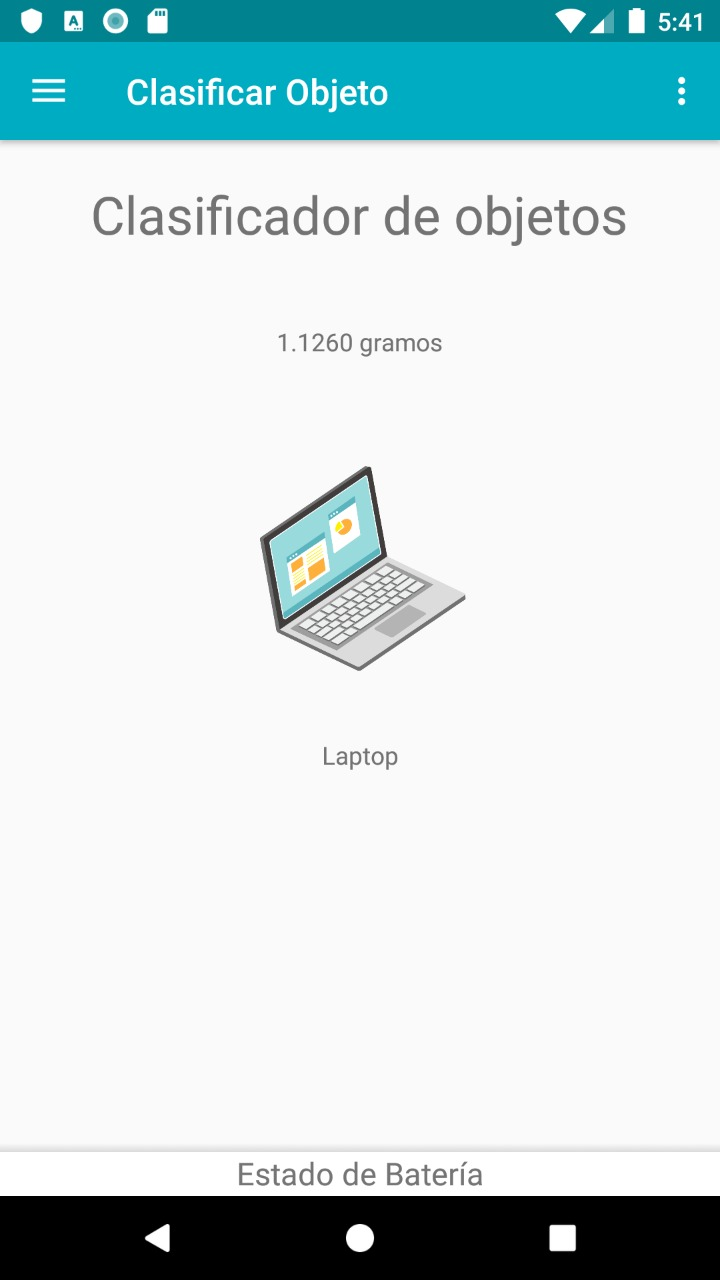 5:41
Clasificar Objeto
Clasificador de objetos
1.1260 gramos
Laptop
Estado de Batería